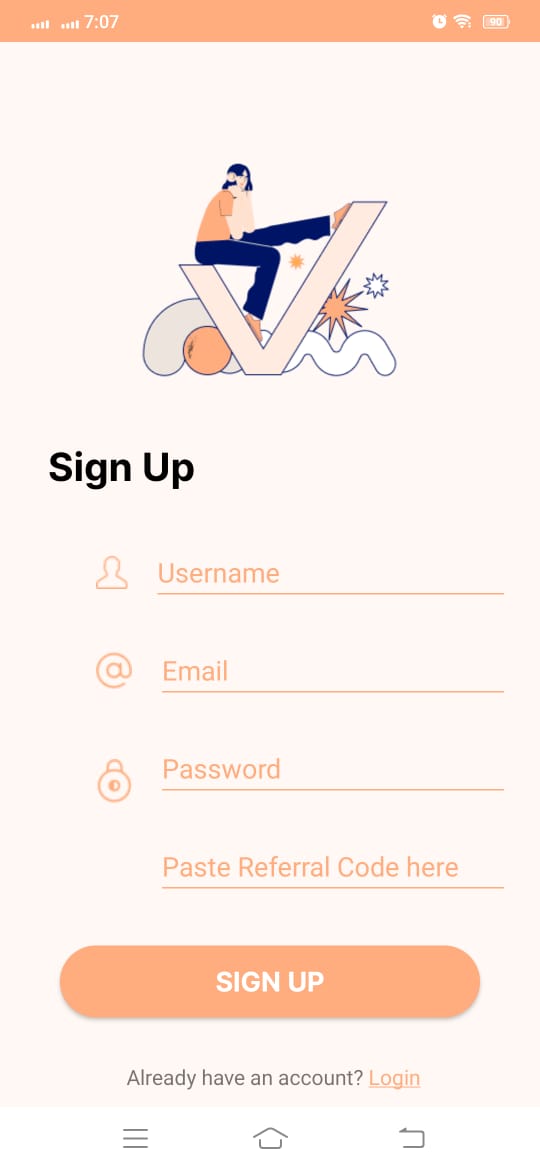 7:07
90
Sign Up
Username
Email
Password
Paste Referral Code here
SIGN UP
Already have an account? Login